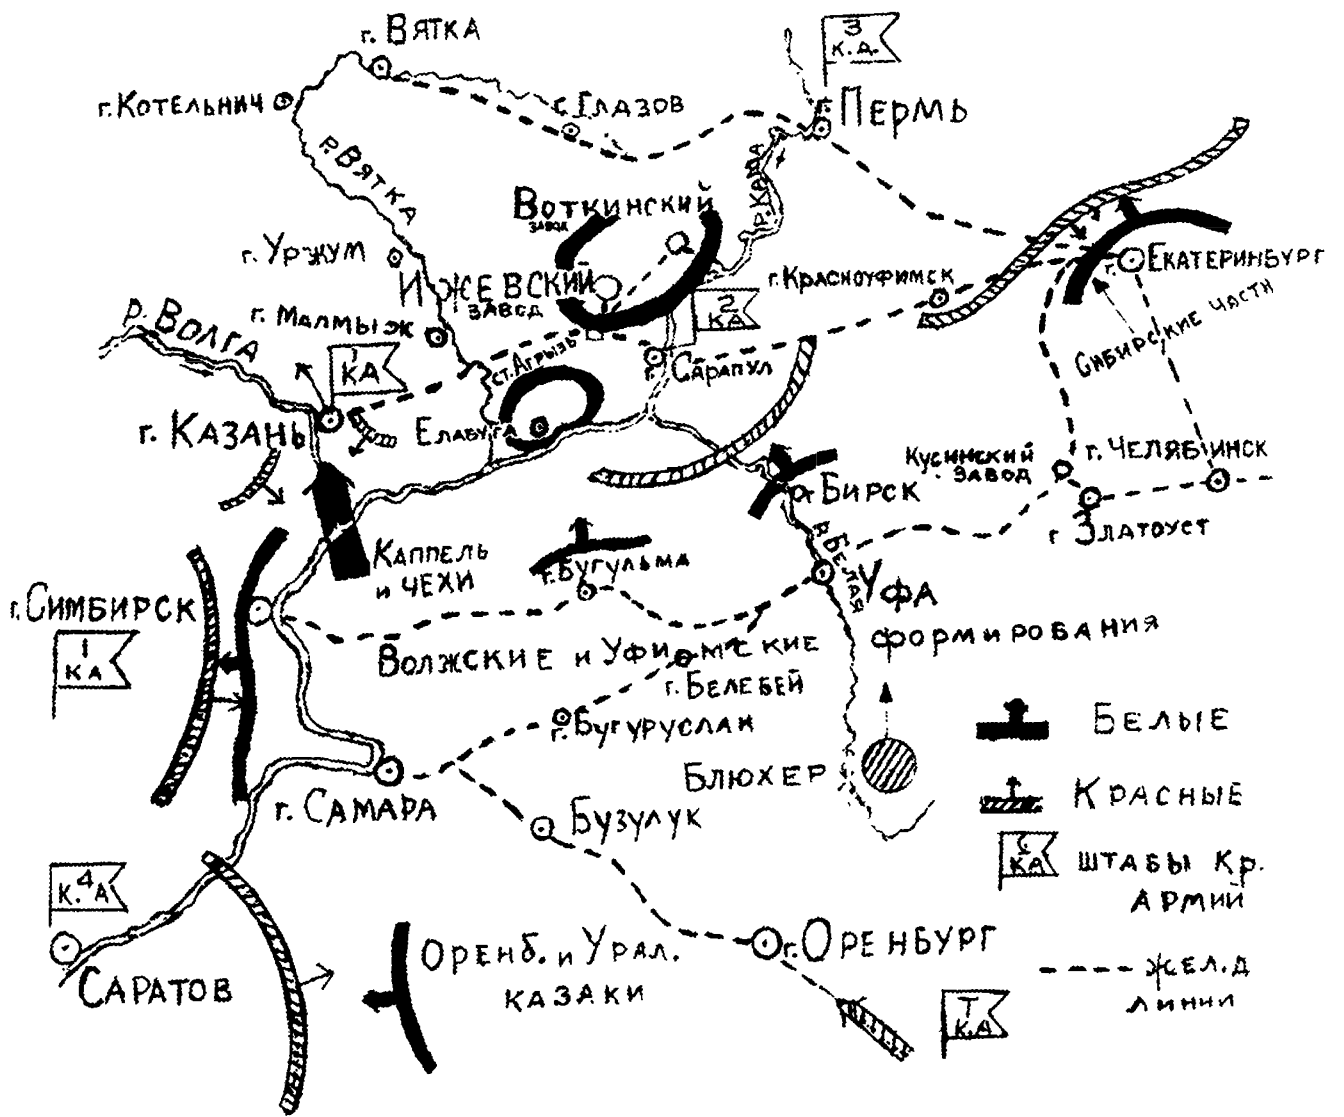 г. Вятка
3
К.А.
г. Котельнич
с. Глазов
г. Пермь
р. Вятка
р. Кама
Воткинский
завод
г. Уржум
Ижевский
завод
г. Екатеринбург
г. Красноуфимск
2
КА
Сибирские части
р. Волга
г. Малмыж
1
КА
ст. Агрызь
г. Сарапул
г. Казань
Елабуга
Кусинский
завод
г. Челябинск
г. Бирск
г. Златоуст
Каппель
и чехи
г. Бугульма
р. Белая
Уфа
г. Симбирск
1
КА
Волжские и Уфимские
формирования
г. Белебей
г. Бугуруслан
Белые
Блюхер
Красные
г. Самара
Бузулук
КА
штабы Кр.
армий
4
К.А
Саратов
Оренб. и Урал.
казаки
г. Оренбург
Т
К.А
жел.д
линии